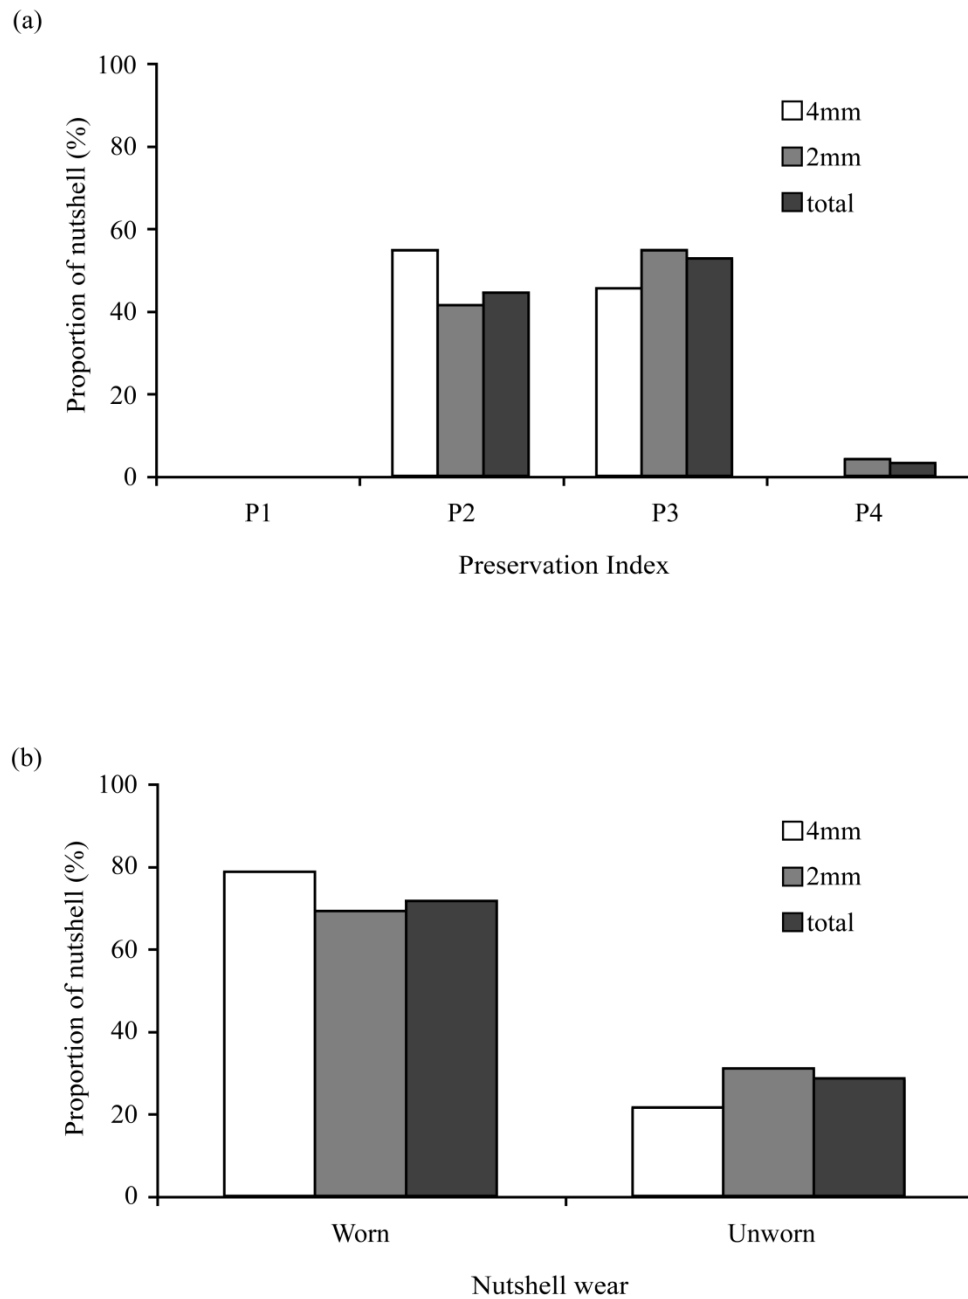 (a)
Proportion of nutshell (%)
100
80
60
40
20
0
4mm
2mm
total
P1 P2 P3 P4
Preservation Index
(b)
Proportion of nutshell (%)
100
80
60
40
20
0
4mm
2mm
total
Worn Unworn
Nutshell wear